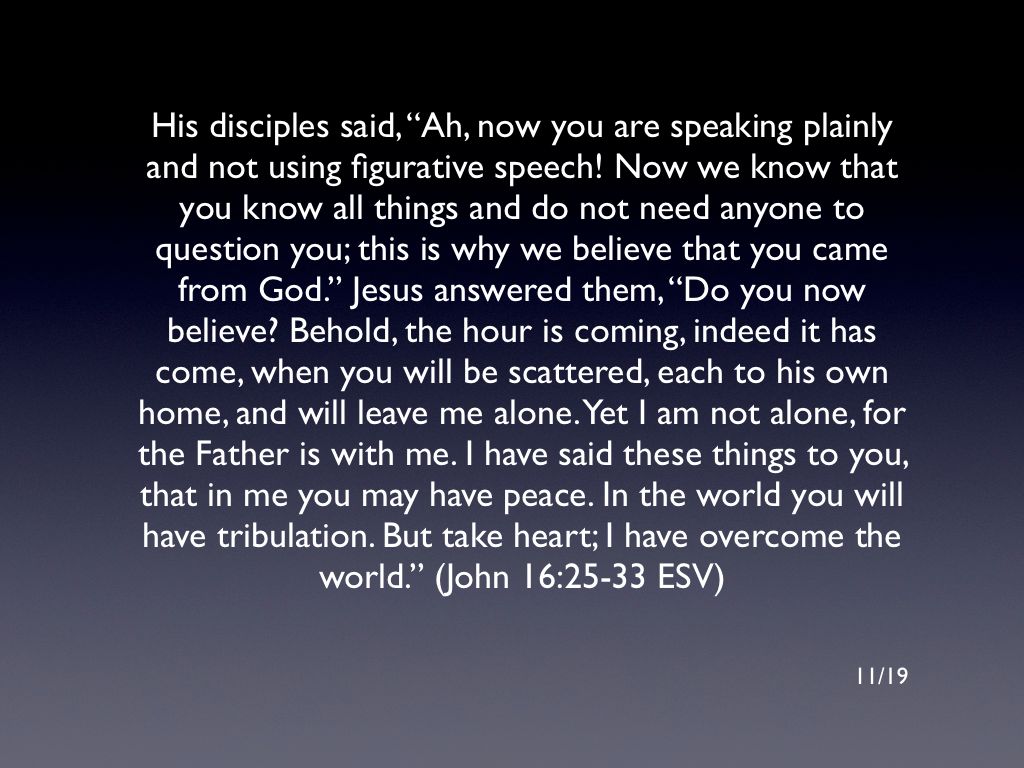 His disciples said, “Ah, now you are speaking plainly
and not using figurative speech! Now we know that
you know all things and do not need anyone to
question you; this is why we believe that you came
from God.” Jesus answered them, “Do you now
believe? Behold, the hour is coming, indeed it has
come, when you will be scattered, each to his own
home, and will leave me alone. Yet I am not alone, for
the Father is with me. I have said these things to you,
that in me you may have peace. In the world you will
have tribulation. But take heart; I have overcome the
world.” (John 16:25-33 ESV)
11/19